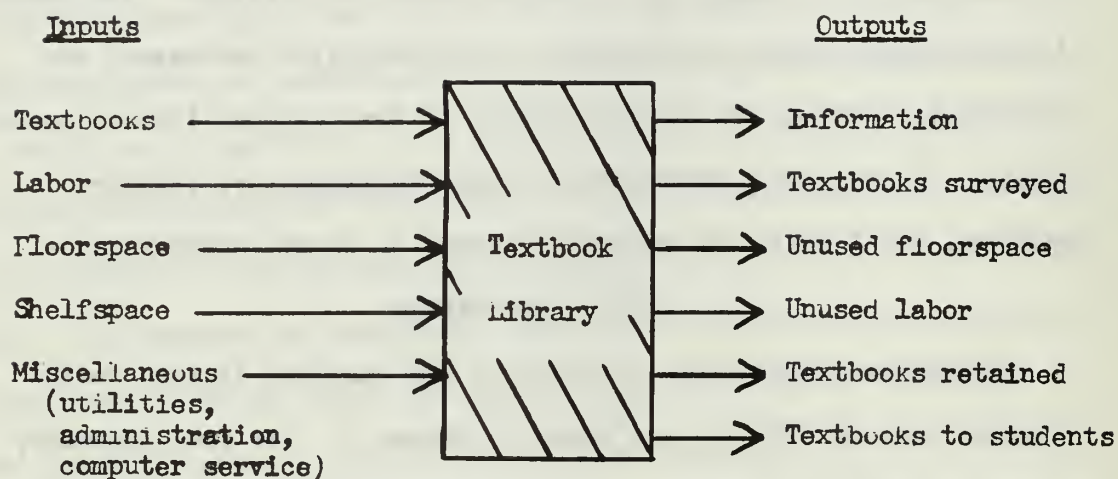 Inputs
Outputs
Textbooks
Information
Labor
Textbooks surveyed
Floorspace
Textbook
Unused floorspace
Shelfspace
Library
Unused labor
Miscellaneous
Textbooks retained
(utilities,
administration,
Textbooks to students
computer service)